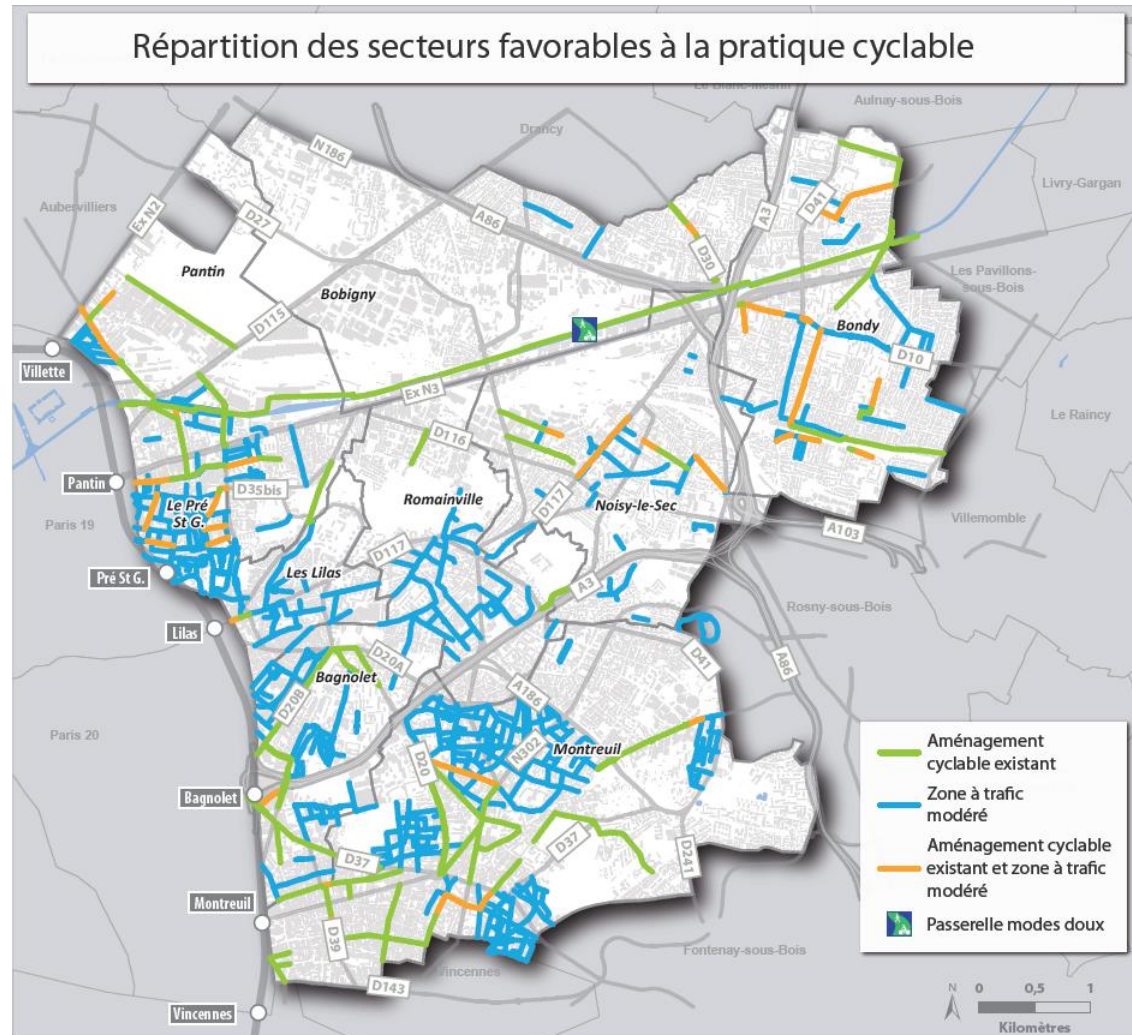 Répartition des secteurs favorables à la pratique cyclable
Le Blanc-Mesnil
Aulnay-sous-Bois
Drancy
N186
Livry-Gargan
Aubervilliers
Ex N2
D27
A86
A3
D41
Pantin
Bobigny
D30
Les Pavillons-
sous-Bois
D115
Bondy
Villette
D10
Ex N3
Le Raincy
D116
Pantin
D35bis
Romainville
Le Pré
St G.
D117
Noisy-le-Sec
Paris 19
Villemomble
A103
D117
Pré St G.
Les Lilas
A3
Rosny-sous-Bois
Lilas
D20A
D41
A86
Bagnolet
D20B
A186
Paris 20
N302
Montreuil
D20
Bagnolet
D37
D37
D241
Montreuil
D39
Fontenay-sous-Bois
Vincennes
D143
Vincennes
Aménagement
cyclable existant
Zone à trafic
modéré
Aménagement cyclable
existant et zone à trafic
modéré
Passerelle modes doux
N
0 0,5 1
Kilomètres